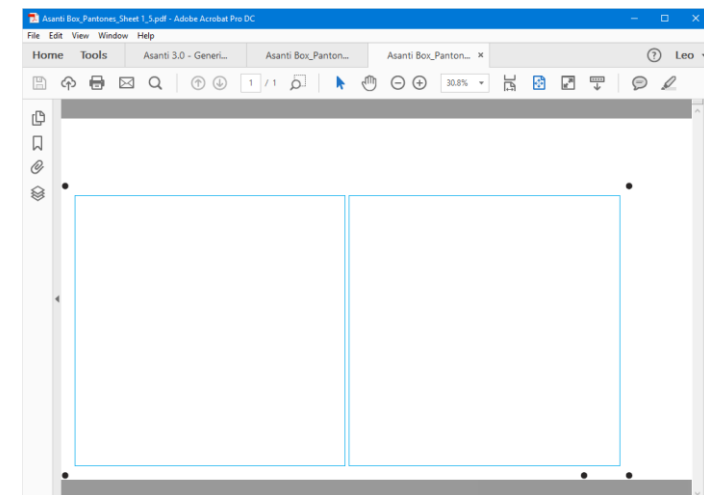 Asanti Box_Pantones_Sheet 1_5.pdf - Adobe Acrobat Pro DC
File Edit View Window Help
Home Tools Asanti 3.0 - Generi... Asanti Box_Panton... Asanti Box_Panton... × ? Leo
1 / 1 30.8%